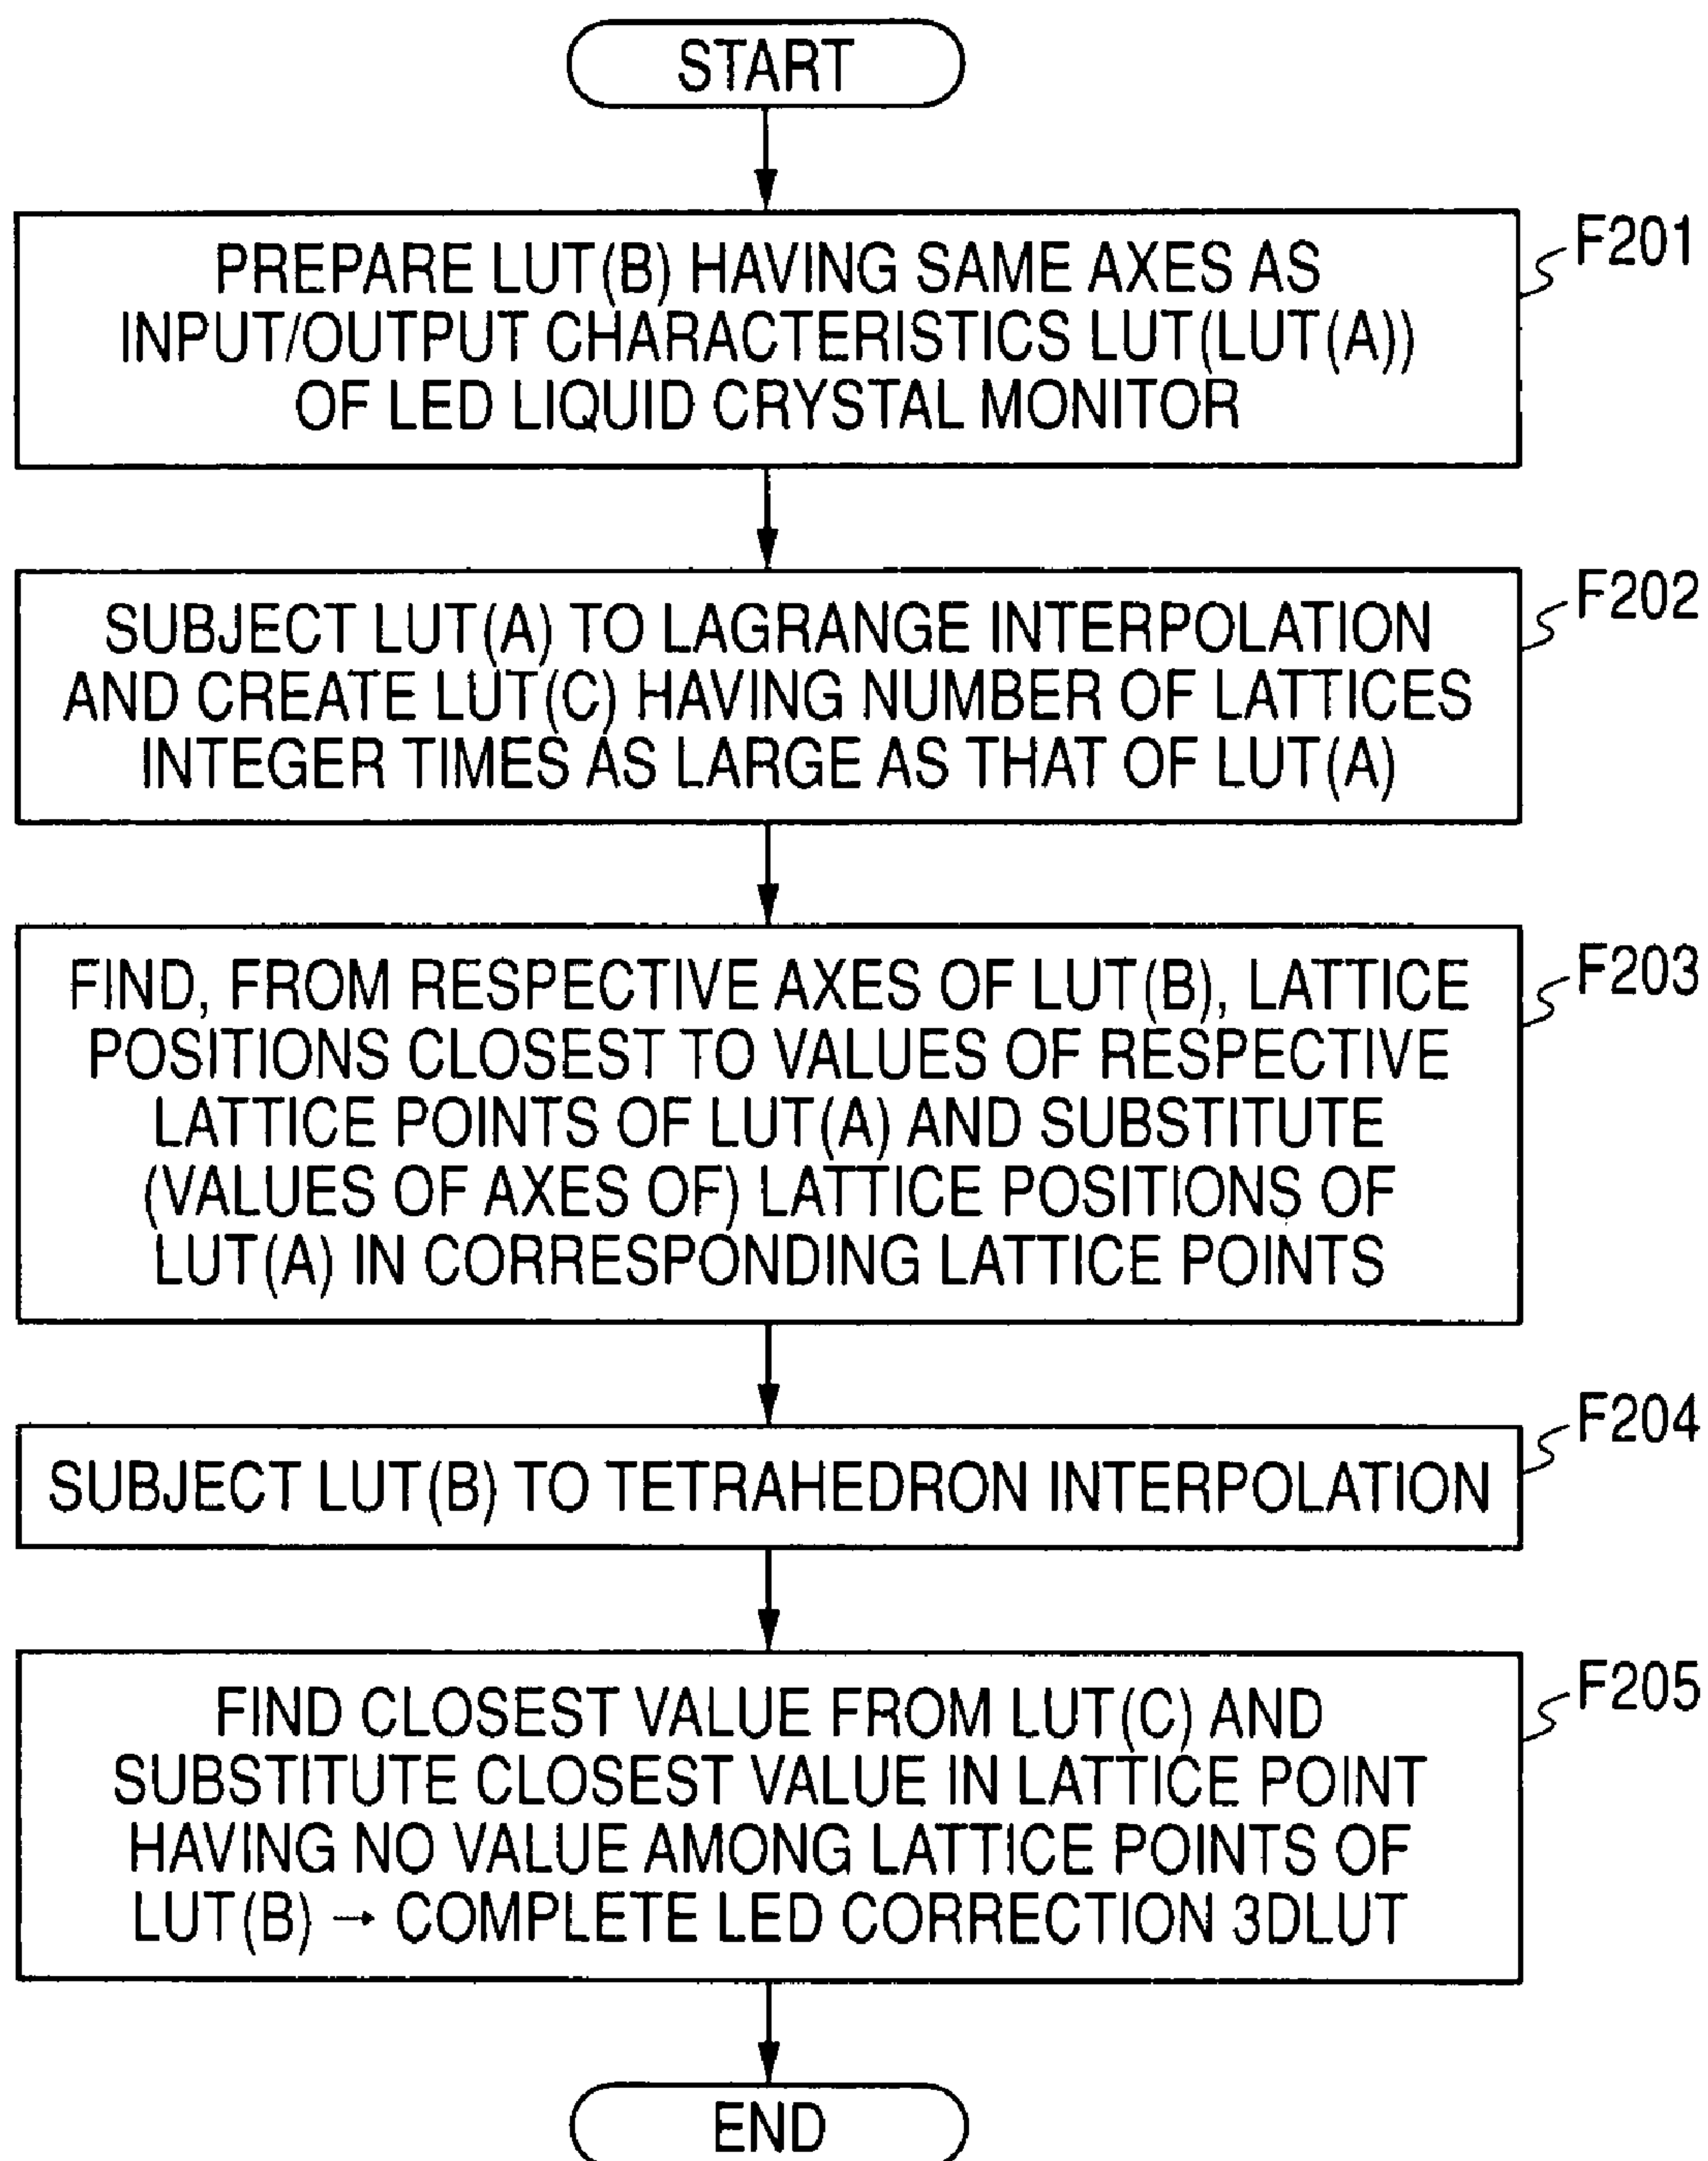 START
PREPARE LUT(B) HAVING SAME AXES AS
INPUT/OUTPUT CHARACTERISTICS LUT(LUT(A))
OF LED LIQUID CRYSTAL MONITOR
F201
SUBJECT LUT(A) TO LAGRANGE INTERPOLATION
AND CREATE LUT(C) HAVING NUMBER OF LATTICES
INTEGER TIMES AS LARGE AS THAT OF LUT(A)
F202
FIND, FROM RESPECTIVE AXES OF LUT(B), LATTICE
POSITIONS CLOSEST TO VALUES OF RESPECTIVE
LATTICE POINTS OF LUT(A) AND SUBSTITUTE
(VALUES OF AXES OF) LATTICE POSITIONS OF
LUT(A) IN CORRESPONDING LATTICE POINTS
F203
SUBJECT LUT(B) TO TETRAHEDRON INTERPOLATION
F204
FIND CLOSEST VALUE FROM LUT(C) AND
SUBSTITUTE CLOSEST VALUE IN LATTICE POINT
HAVING NO VALUE AMONG LATTICE POINTS OF
LUT(B) → COMPLETE LED CORRECTION 3DLUT
F205
END